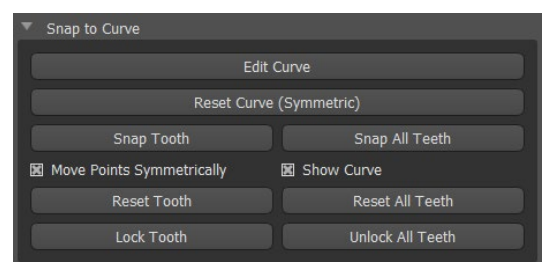 Snap to Curve
Edit Curve
Reset Curve (Symmetric)
Snap Tooth Snap All Teeth
Move Points Symmetrically Show Curve
Reset Tooth Reset All Teeth
Lock Tooth Unlock All Teeth